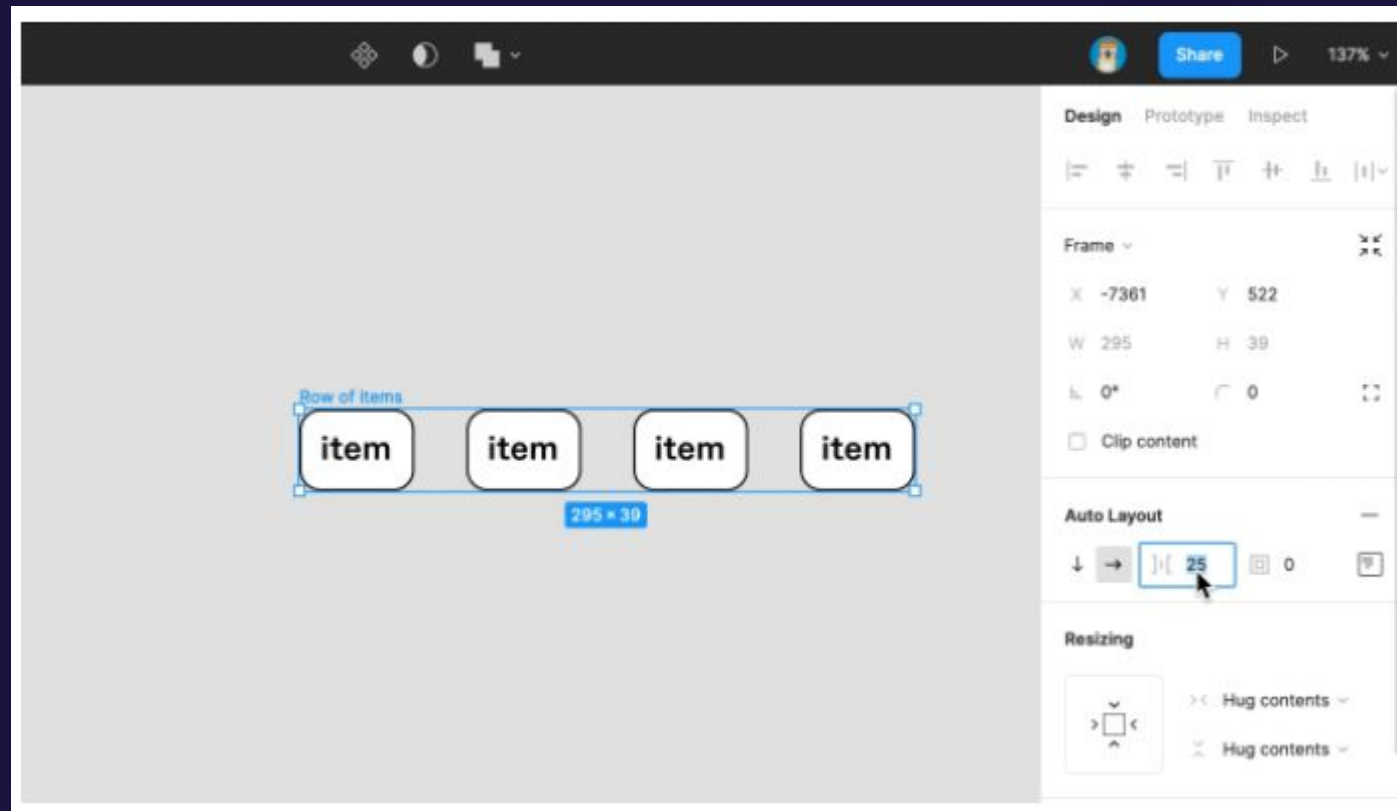 Share 137%
Design Prototype Inspect
Frame
X -7361 Y 522
W 295 H 39
0° 0
Clip content
Row of items
item item item item
295 × 39
Auto Layout
25 0
Resizing
Hug contents
Hug contents